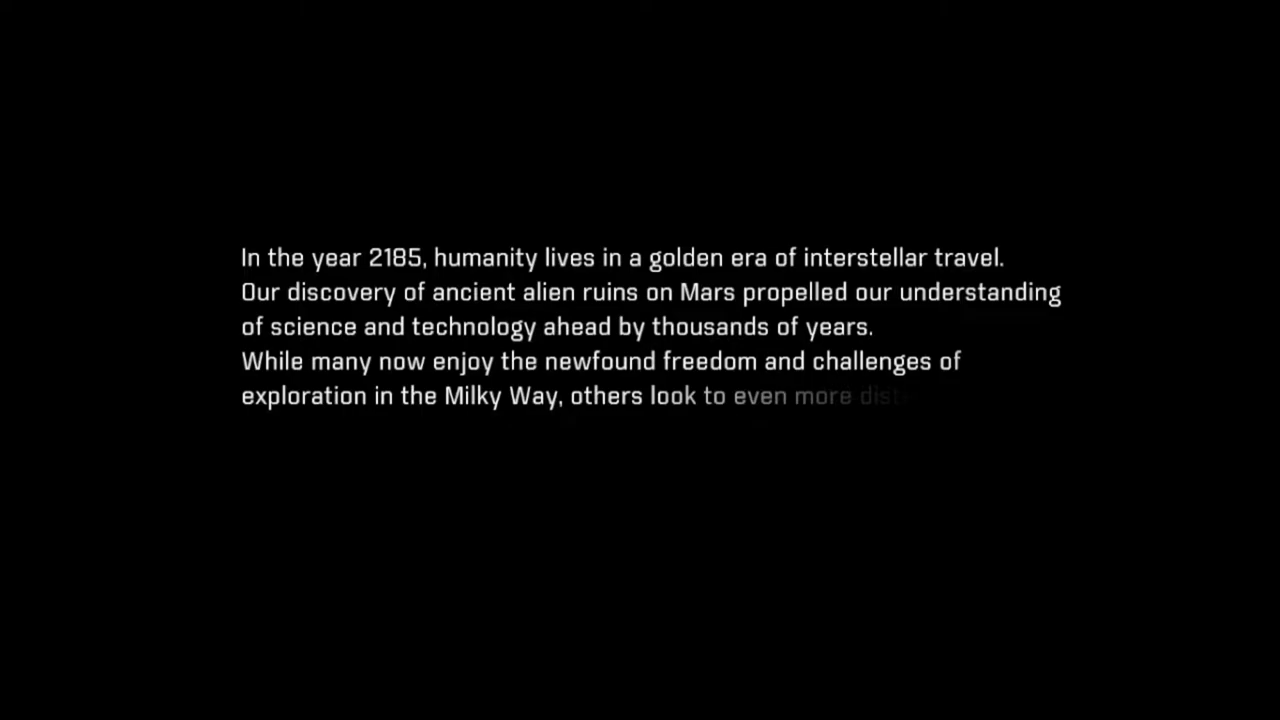 In the year 2185, humanity lives in a golden era of interstellar travel.
Our discovery of ancient alien ruins on Mars propelled our understanding
of science and technology ahead by thousands of years.
While many now enjoy the newfound freedom and challenges of
exploration in the Milky Way, others look to even more